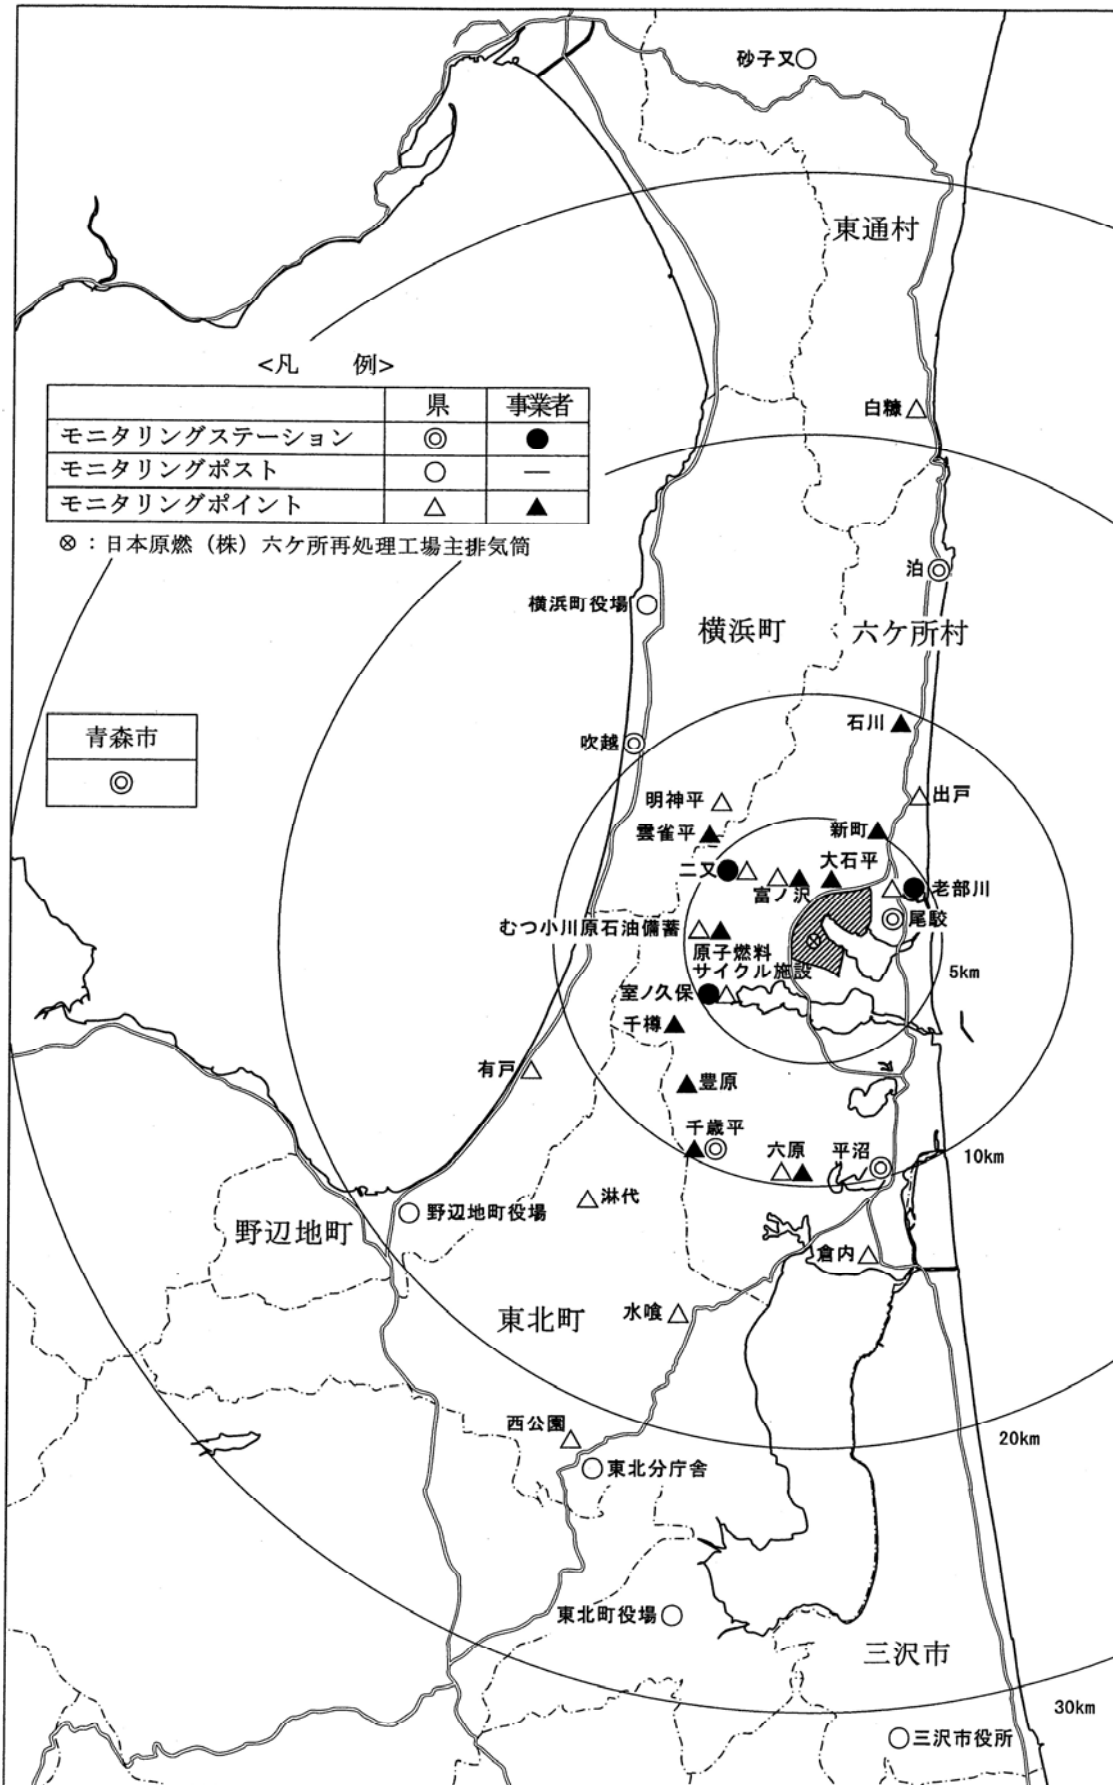 砂子又○
東通村
<凡　例>
県 事業者
モニタリングステーション ◎ ●
モニタリングポスト ○ ―
モニタリングポイント △ ▲
⊗：日本原燃（株）六ケ所再処理工場主排気筒
白糠
泊
横浜町役場
横浜町
六ケ所村
青森市
◎
石川
吹越
明神平
出戸
雲雀平
新町
二又
大石平
富ノ沢
老部川
尾駮
むつ小川原石油備蓄
原子燃料
サイクル施設
5km
室ノ久保
千樽
有戸
豊原
千歳平
六原
平沼
10km
淋代
野辺地町役場
野辺地町
倉内
東北町
水喰
西公園
20km
東北分庁舎
東北町役場
三沢市
30km
三沢市役所